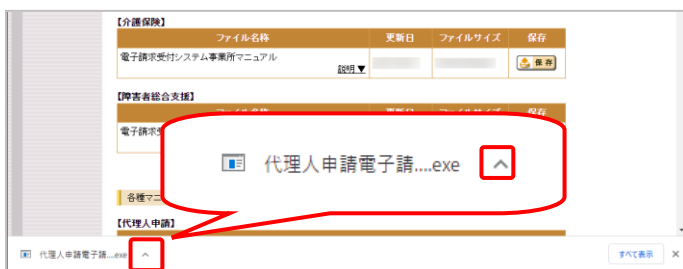 【介護保険】
ファイル名称 更新日 ファイルサイズ 保存
電子請求受付システム事業所マニュアル
説明▼ 保存
【障害者総合支援】
ファイル名称 更新日 ファイルサイズ 保存
電子請求受
代理人申請電子請....exe
各種マニ
【代理人申請】
代理人申請電子請....exe すべて表示